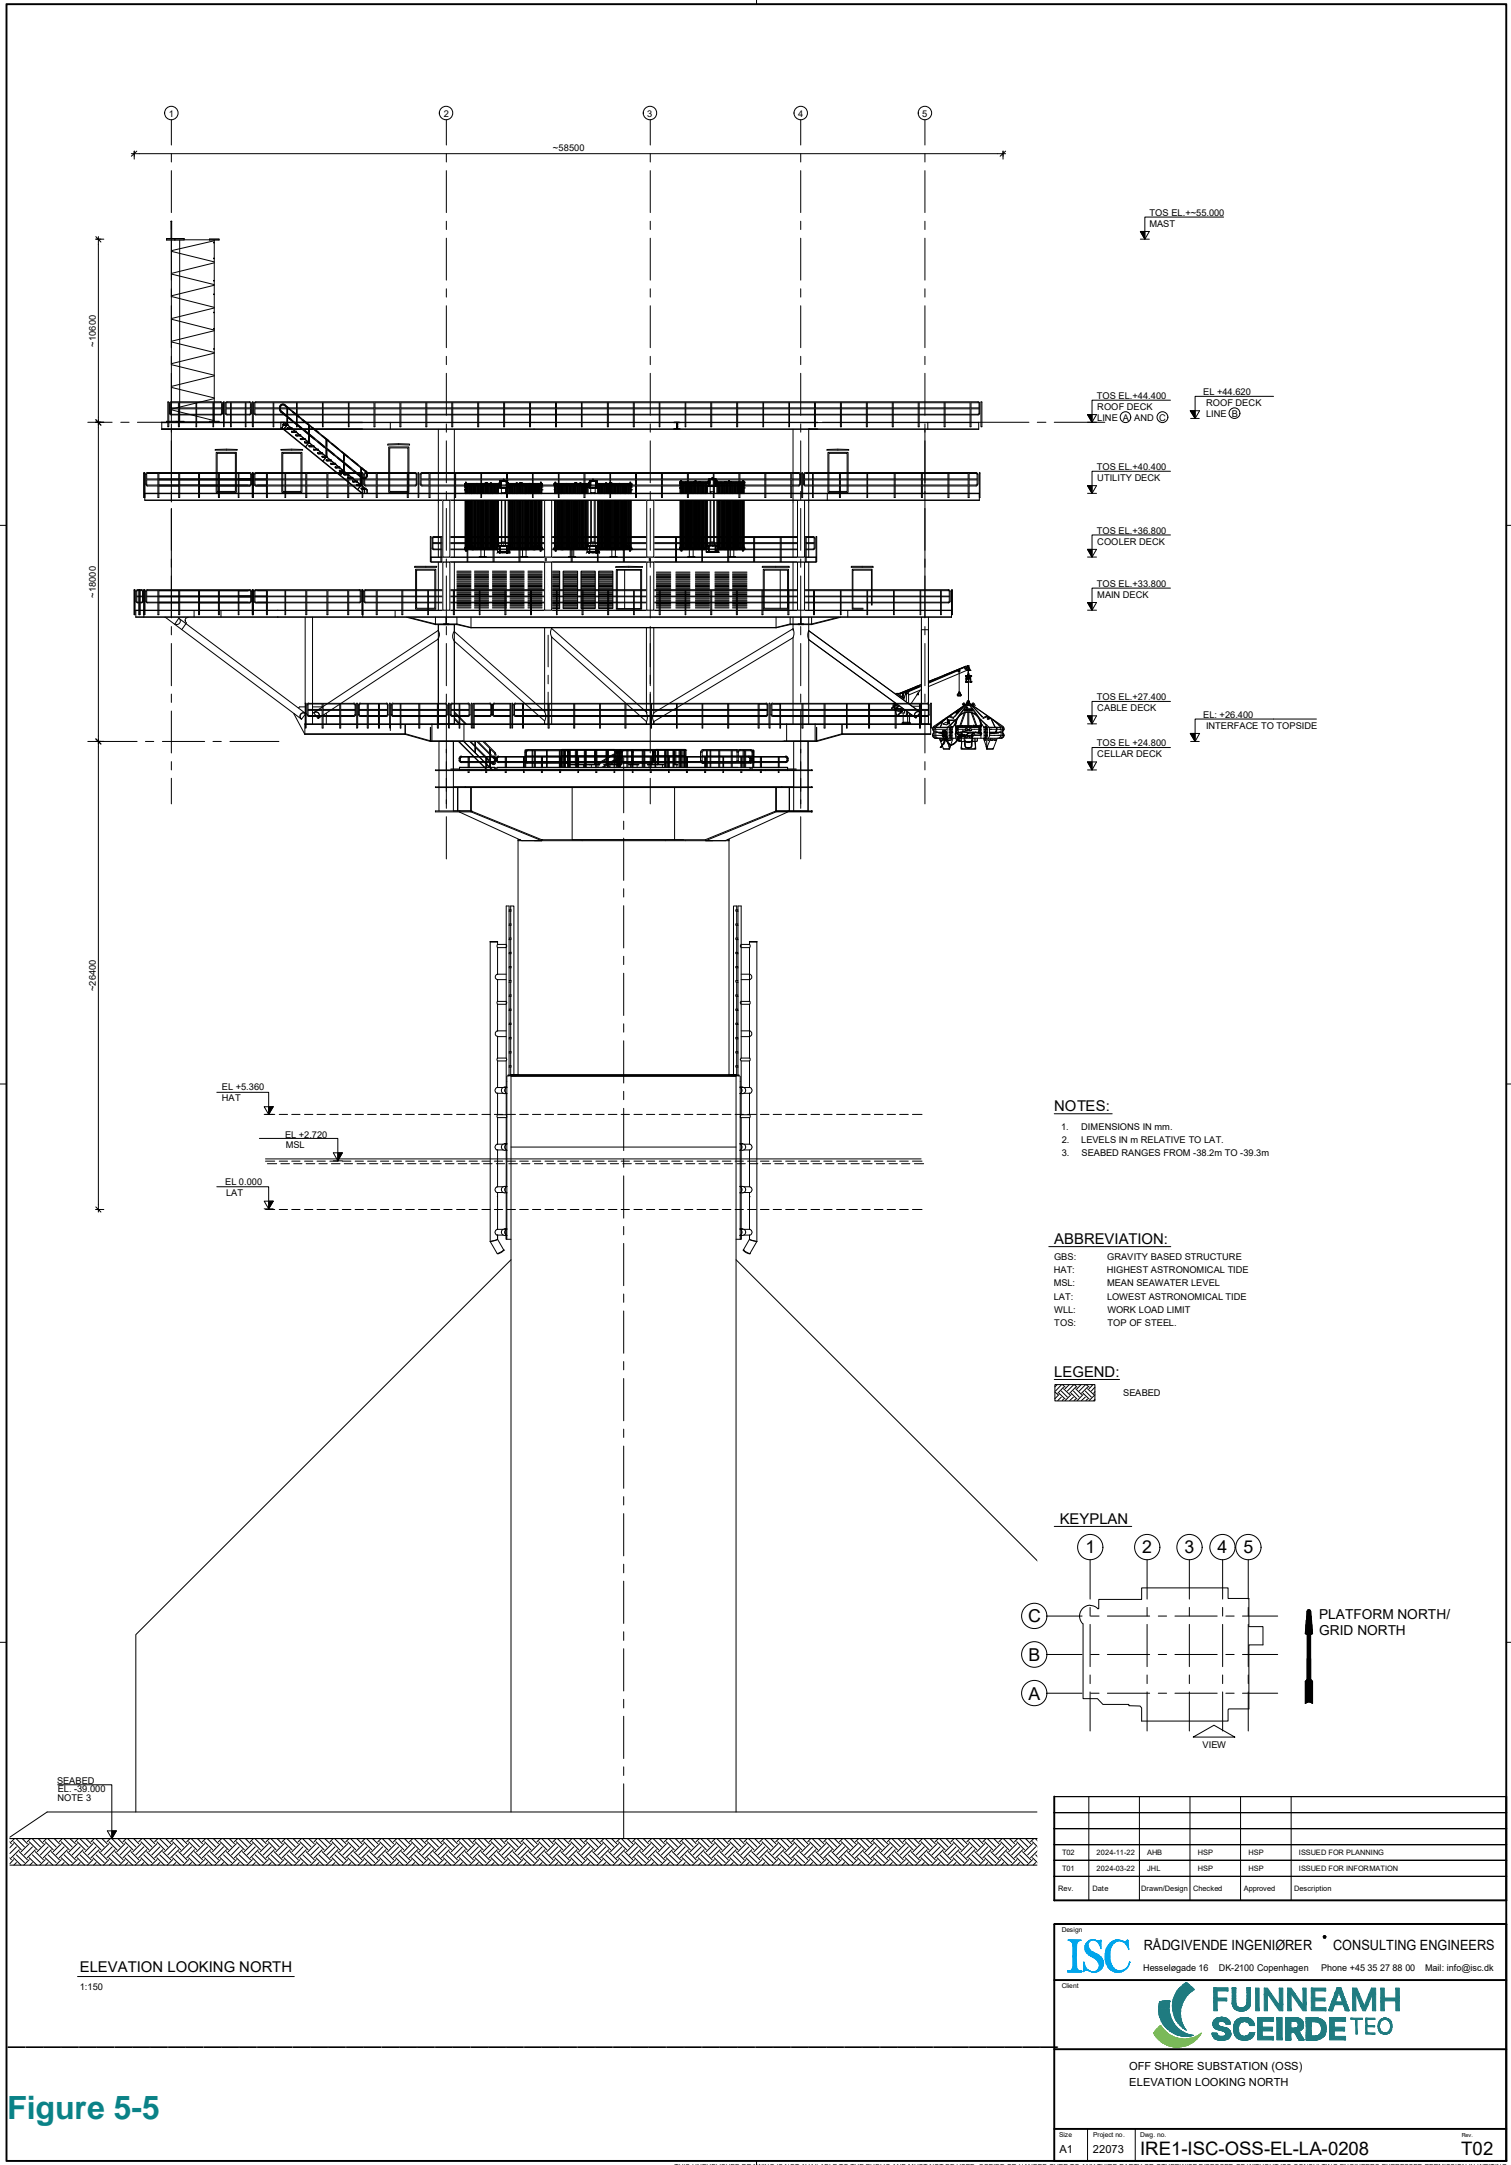 1
2
3
4
5
~58500
TOS EL.+~55.000
MAST
~10600
TOS EL.+44.400
ROOF DECK
LINE A AND C
EL +44.620
ROOF DECK
LINE B
TOS EL.+40.400
UTILITY DECK
TOS EL.+36.800
COOLER DECK
~18000
TOS EL.+33.800
MAIN DECK
TOS EL.+27.400
CABLE DECK
EL: +26.400
INTERFACE TO TOPSIDE
TOS EL +24.800
CELLAR DECK
~26400
EL +5.360
HAT
EL +2.720
MSL
EL 0.000
LAT
NOTES:
1. DIMENSIONS IN mm.
2. LEVELS IN m RELATIVE TO LAT.
3. SEABED RANGES FROM -38.2m TO -39.3m
ABBREVIATION:
GBS: GRAVITY BASED STRUCTURE
HAT: HIGHEST ASTRONOMICAL TIDE
MSL: MEAN SEAWATER LEVEL
LAT: LOWEST ASTRONOMICAL TIDE
WLL: WORK LOAD LIMIT
TOS: TOP OF STEEL.
LEGEND:
SEABED
KEYPLAN
1 2 3 4 5
C
B
A
PLATFORM NORTH/
GRID NORTH
VIEW
SEABED
EL. -39.000
NOTE 3
T02 2024-11-22 AHB HSP HSP ISSUED FOR PLANNING
T01 2024-03-22 JHL HSP HSP ISSUED FOR INFORMATION
Rev. Date Drawn/Design Checked Approved Description
ELEVATION LOOKING NORTH
1:150
Design
ISC RÅDGIVENDE INGENIØRER • CONSULTING ENGINEERS
Hesseløgade 16 DK-2100 Copenhagen Phone +45 35 27 88 00 Mail: info@isc.dk
Client
FUINNEAMH
SCEIRDE TEO
OFF SHORE SUBSTATION (OSS)
ELEVATION LOOKING NORTH
Figure 5-5
Size Project no. Dwg. no. Rev.
A1 22073 IRE1-ISC-OSS-EL-LA-0208 T02